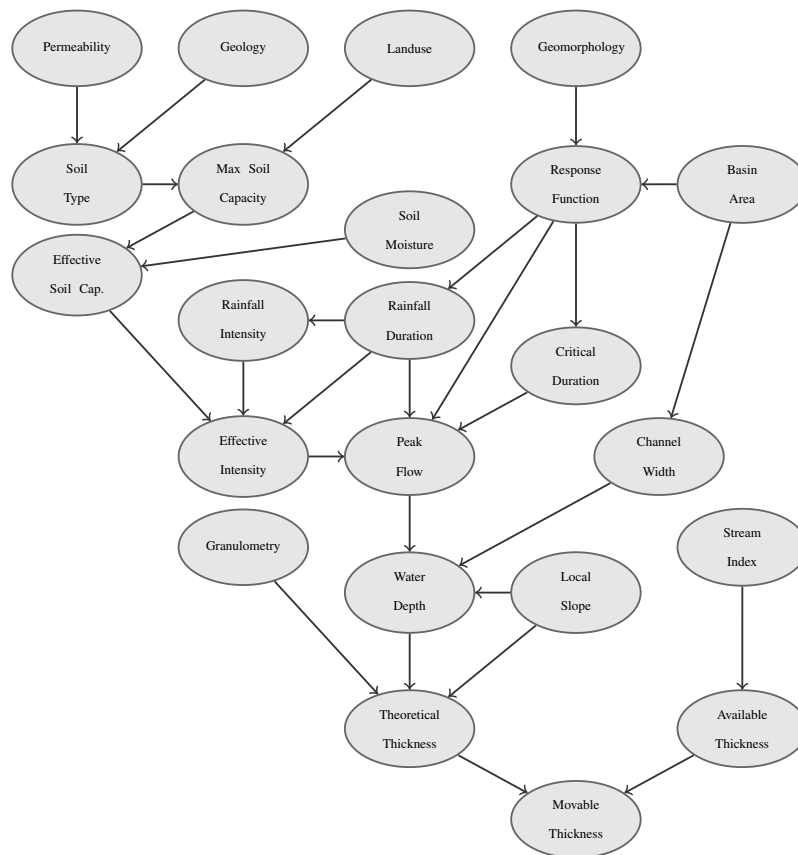 Permeability
Geology
Landuse
Geomorphology
Soil
Type
Max Soil
Capacity
Response
Function
Basin
Area
Soil
Moisture
Effective
Soil Cap.
Rainfall
Intensity
Rainfall
Duration
Critical
Duration
Effective
Intensity
Peak
Flow
Channel
Width
Granulometry
Stream
Index
Water
Depth
Local
Slope
Theoretical
Thickness
Available
Thickness
Movable
Thickness